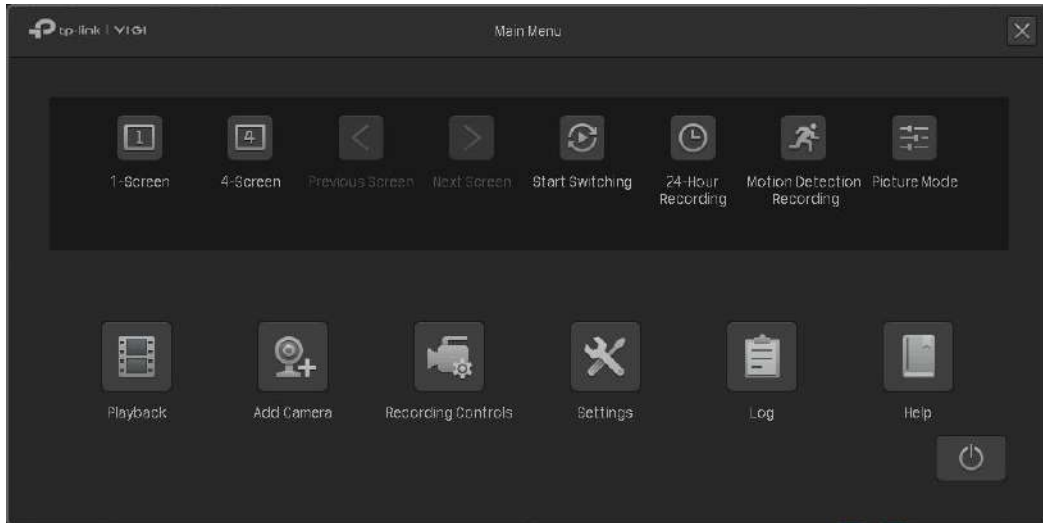 tp-link | VIGI
Main Menu
1
4
1-Screen
4-Screen
Previous Screen
Next Screen
Start Switching
24-Hour
Recording
Motion Detection
Recording
Picture Mode
Playback
Add Camera
Recording Controls
Settings
Log
Help